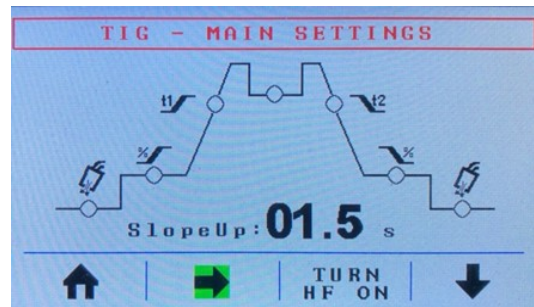 TIG - MAIN SETTINGS
t1
t2
%
%
SlopeUp: 01.5 s
TURN
HF ON